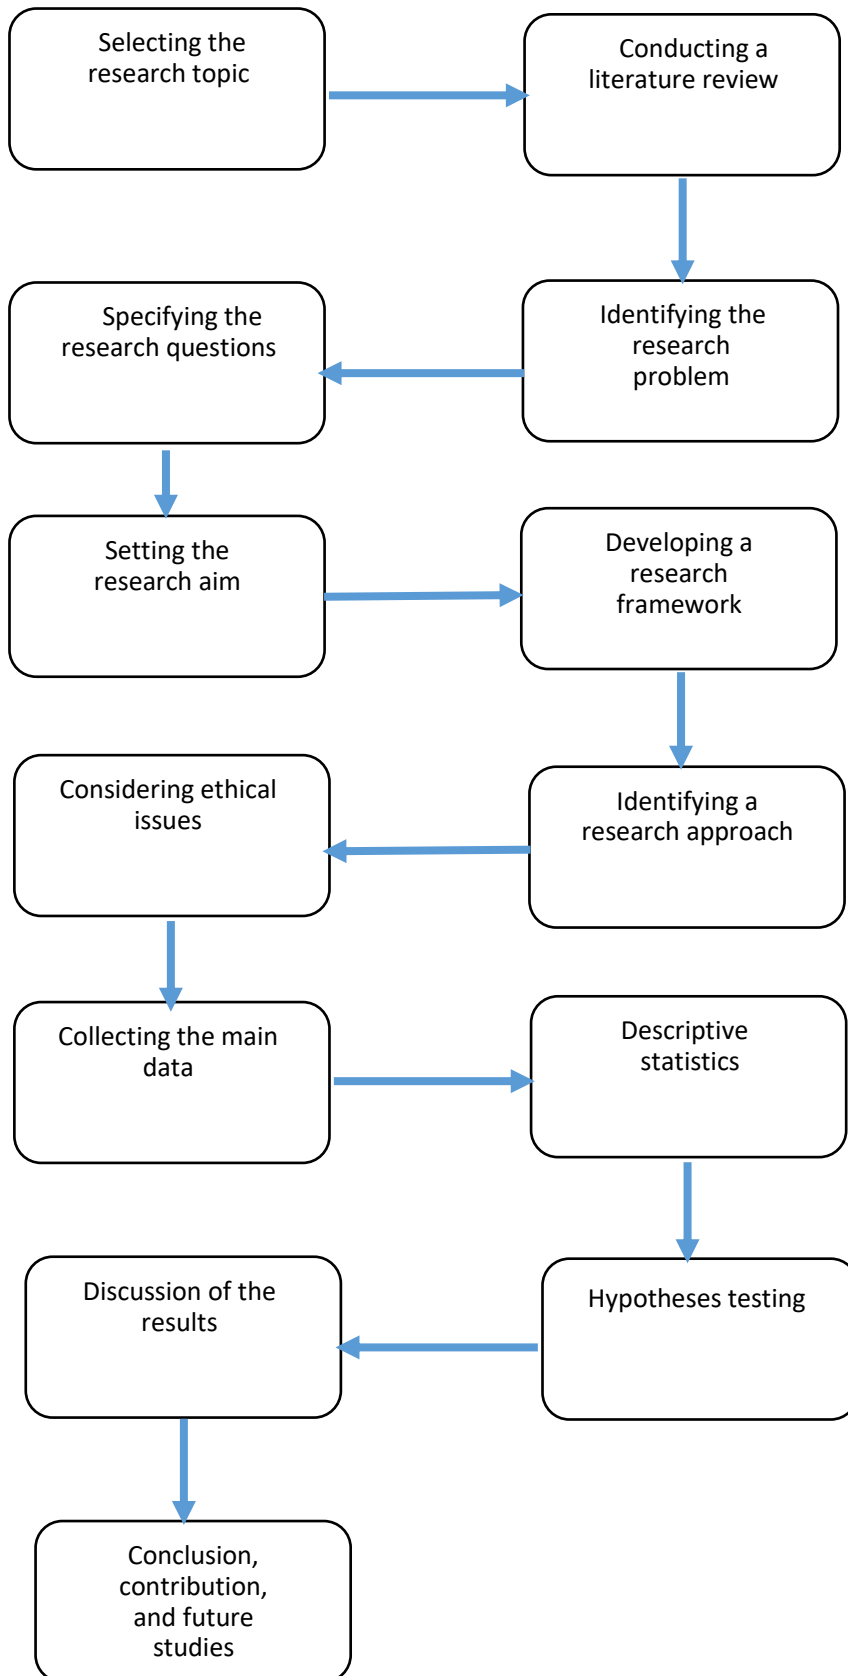 Selecting the
research topic
Conducting a
literature review
Identifying the
research
problem
Specifying the
research questions
Setting the
research aim
Developing a
research
framework
Identifying a
research approach
Considering ethical
issues
Collecting the main
data
Descriptive
statistics
Hypotheses testing
Discussion of the
results
Conclusion,
contribution,
and future
studies